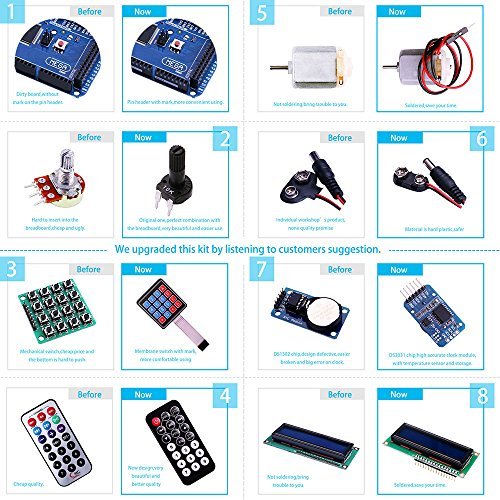 1
Before
Now
MEGA
MEGA
Dirty board without
mark on the pin header.
Pin header with mark,more convenient using.
5
Before
Now
Not soldering,bring trouble to you
Soldered,save your time.
Before
Now
2
Hard to insert into the
breadboard,cheap and ugly.
Original one,perfect combination with
the breadboard, very beautiful and easier use
Before
Now
6
Individual workshop's product,
none quality promise
Material is hard plastic,safer
We upgraded this kit by listening to customers suggestion.
3
Before
Now
Mechanical switch,cheap price and
the bottom is hard to push
Membrane switch with mark,
more comfortable using
7
Before
Now
DS1302 chip,design defective,easier
broken and big error on clock.
DS3231 chip,high accurate clock module,
with temperature sensor and storage.
Before
Now
4
Cheap quality.
New design,very
beautiful and
better quality
Before
Now
8
Not soldering,bring
trouble to you
Soldered,save your time.